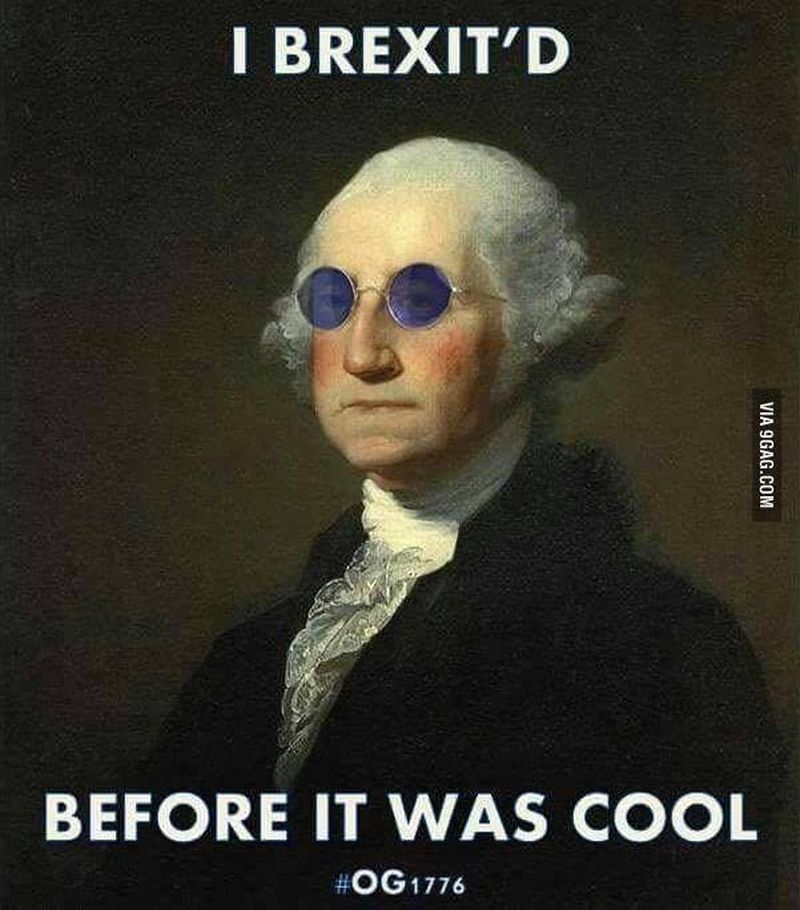 I BREXIT'D
VIA 9GAG.COM
BEFORE IT WAS COOL
#OG1776